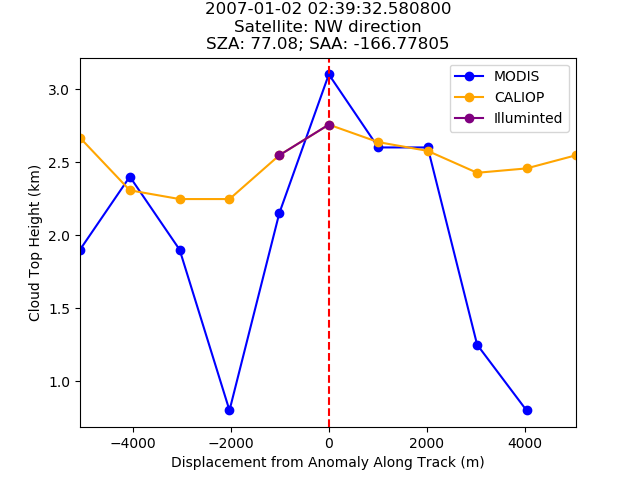 2007-01-02 02:39:32.580800
Satellite: NW direction
SZA: 77.08; SAA: -166.77805
MODIS
CALIOP
Illuminted
Cloud Top Height (km)
3.0
2.5
2.0
1.5
1.0
−4000 −2000 0 2000 4000
Displacement from Anomaly Along Track (m)